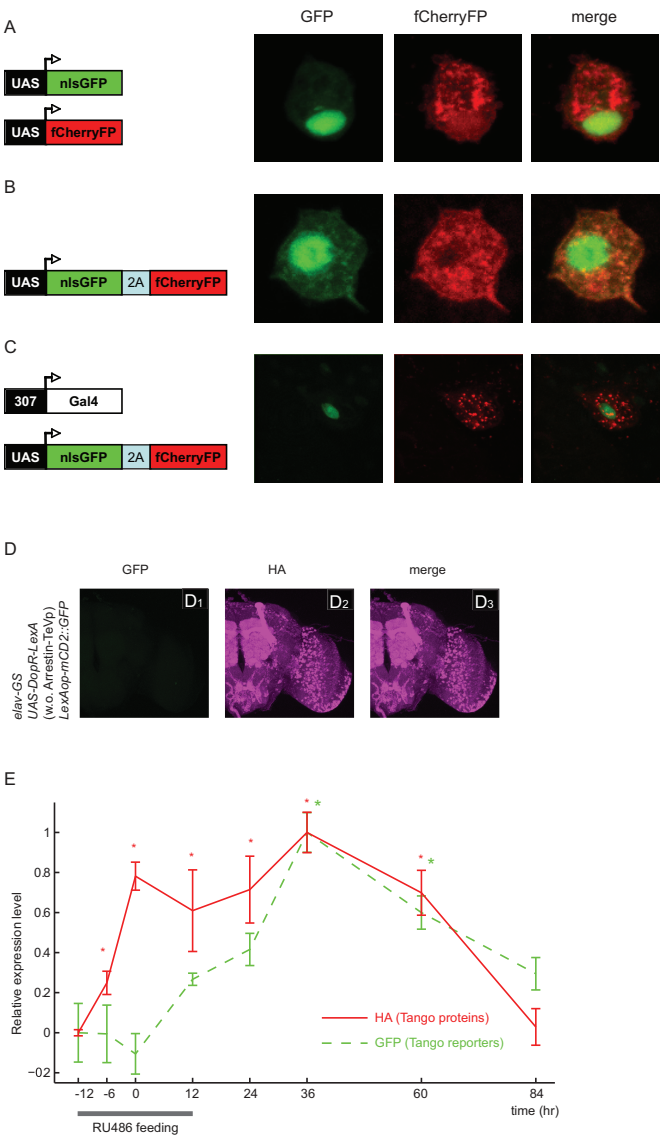 GFP fCherryFP merge
A
UAS nlsGFP
UAS fCherryFP
B
UAS nlsGFP 2A fCherryFP
C
307 Gal4
UAS nlsGFP 2A fCherryFP
D
GFP HA merge
elav-GS
UAS-DopR-LexA
(w.o. Arrestin-TeVp)
LexAop-mCD2::GFP
D1 D2 D3
E
Relative expression level
1
0.8
0.6
0.4
0.2
0
−02
* * * * * * * *
HA (Tango proteins)
GFP (Tango reporters)
-12 -6 0 12 24 36 60 84
time (hr)
RU486 feeding